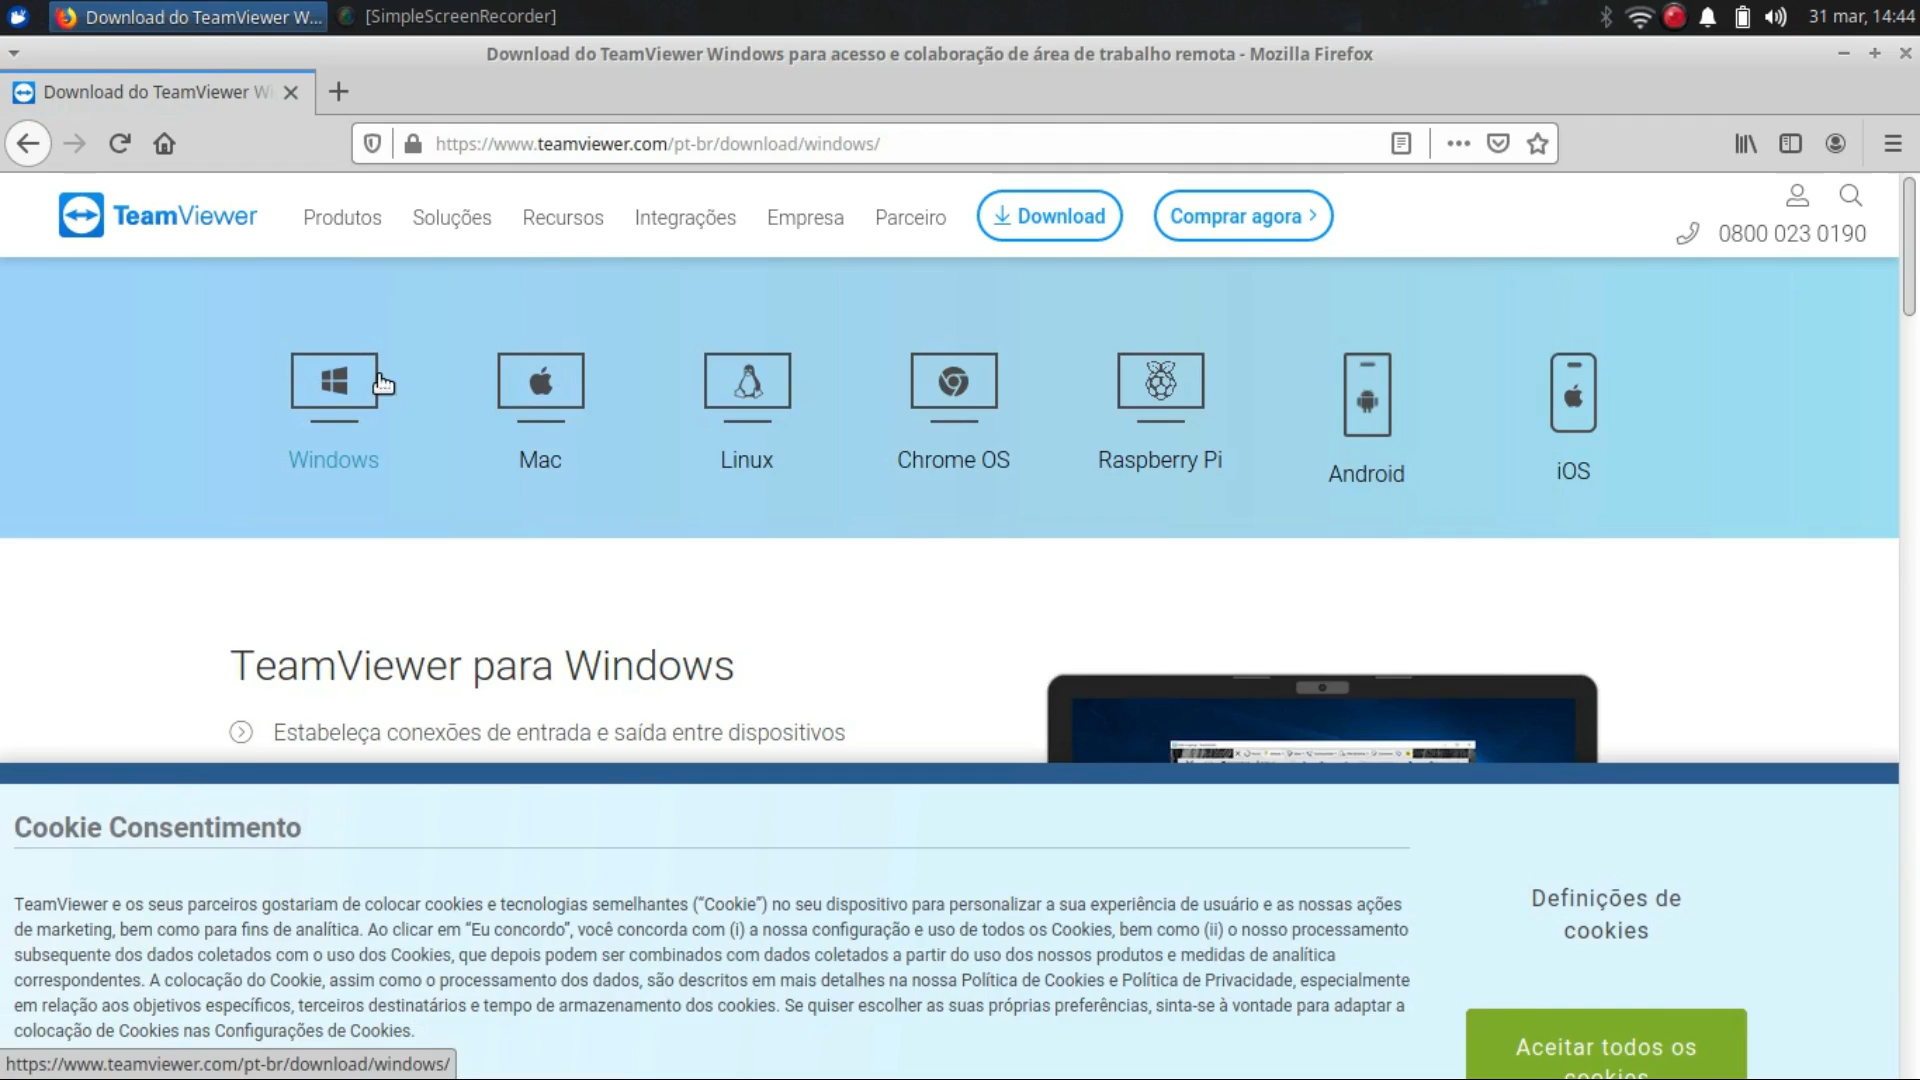 Download do TeamViewer W...
[SimpleScreenRecorder]
31 mar, 14:44
Download do TeamViewer Windows para acesso e colaboração de área de trabalho remota - Mozilla Firefox
Download do TeamViewer Wi
https://www.teamviewer.com/pt-br/download/windows/
TeamViewer
Produtos
Soluções
Recursos
Integrações
Empresa
Parceiro
Download
Comprar agora
0800 023 0190
Windows
Mac
Linux
Chrome OS
Raspberry Pi
Android
iOS
TeamViewer para Windows
Estabeleça conexões de entrada e saída entre dispositivos
Cookie Consentimento
TeamViewer e os seus parceiros gostariam de colocar cookies e tecnologias semelhantes (“Cookie”) no seu dispositivo para personalizar a sua experiência de usuário e as nossas ações
de marketing, bem como para fins de analítica. Ao clicar em “Eu concordo”, você concorda com (i) a nossa configuração e uso de todos os Cookies, bem como (ii) o nosso processamento
subsequente dos dados coletados com o uso dos Cookies, que depois podem ser combinados com dados coletados a partir do uso dos nossos produtos e medidas de analítica
correspondentes. A colocação do Cookie, assim como o processamento dos dados, são descritos em mais detalhes na nossa Política de Cookies e Política de Privacidade, especialmente
em relação aos objetivos específicos, terceiros destinatários e tempo de armazenamento dos cookies. Se quiser escolher as suas próprias preferências, sinta-se à vontade para adaptar a
colocação de Cookies nas Configurações de Cookies.
Definições de
cookies
Aceitar todos os
cookies
https://www.teamviewer.com/pt-br/download/windows/